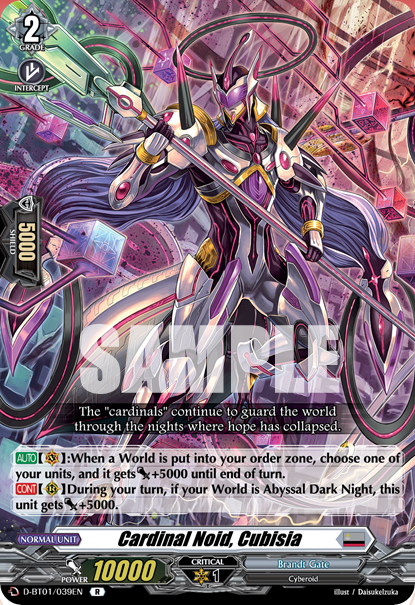 2
GRADE
INTERCEPT
5000
SHIELD
SAMPLE
The "cardinals" continue to guard the world
through the nights where hope has collapsed.
AUTO【】:When a World is put into your order zone, choose one of
your units, and it gets +5000 until end of turn.
CONT【】:During your turn, if your World is Abyssal Dark Night, this
unit gets +5000.
NORMAL UNIT
Cardinal Noid, Cubisia
POWER 10000
CRITICAL
1
Brandt Gate
Cyberoid
D-BT01/039EN R
illust / DaisukeIzuka